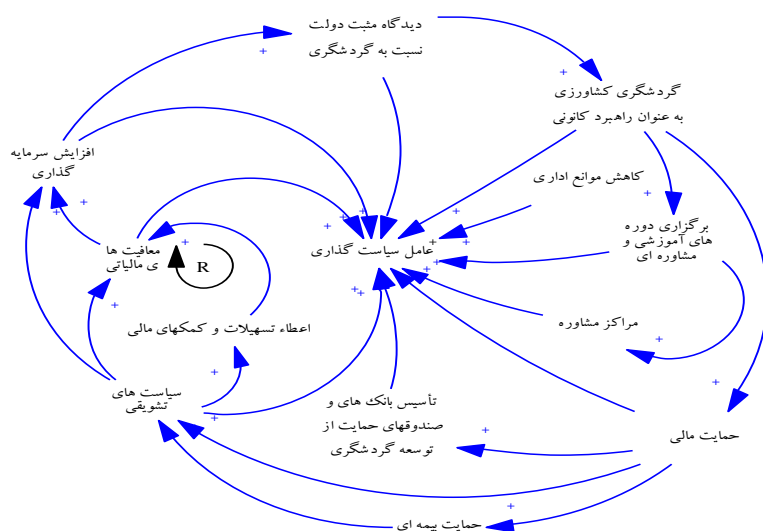 دیدگاه مثبت دولت
نسبت به گردشگری
گردشگری کشاورزی
به عنوان راهبرد کانونی
افزایش سرمایه
گذاری
کاهش موانع اداری
برگزاری دوره
های آموزشی و
مشاوره ای
معافیت ها
ی مالیاتی
عامل سیاست گذاری
R
اعطاء تسهیلات و کمکهای مالی
مراکز مشاوره
سیاست های
تشویقی
تأسیس بانک های و
صندوقهای حمایت از
توسعه گردشگری
حمایت مالی
حمایت بیمه ای